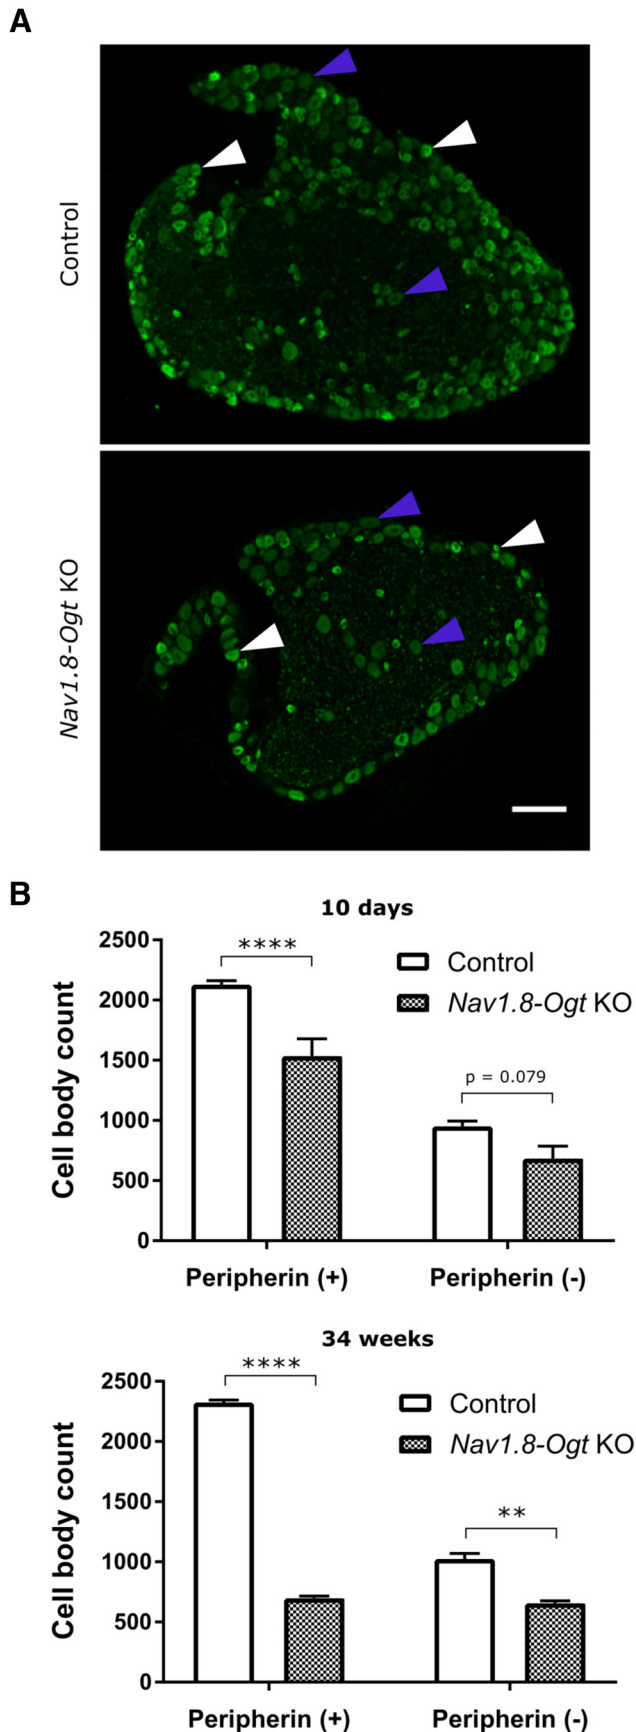 A
Control
Nav1.8-Ogt KO
B
10 days
2500
2000
1500
1000
500
0
Cell body count
****
p = 0.079
Control
Nav1.8-Ogt KO
Peripherin (+)
Peripherin (-)
34 weeks
2500
2000
1500
1000
500
0
Cell body count
****
**
Control
Nav1.8-Ogt KO
Peripherin (+)
Peripherin (-)